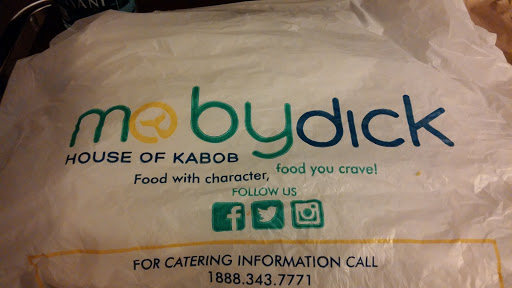 mobydick
HOUSE OF KABOB
Food with character, food you crave!
FOLLOW US
FOR CATERING INFORMATION CALL
1888.343.7771